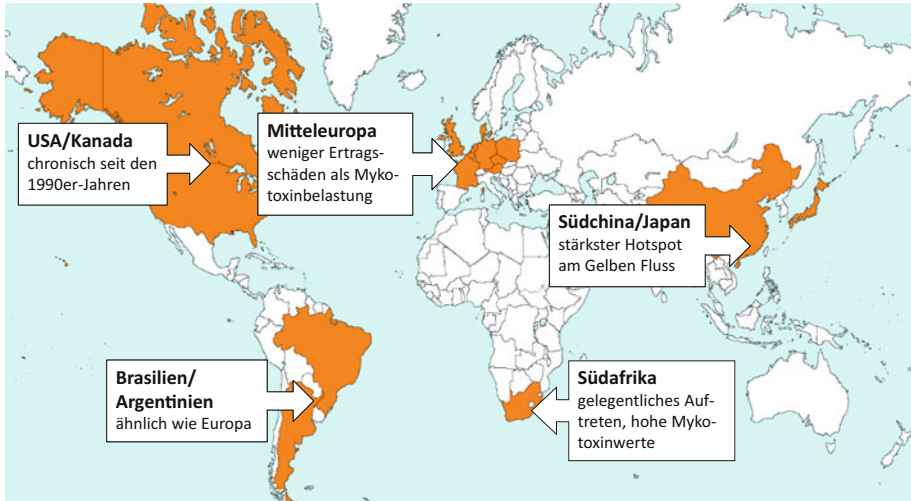 USA/Kanada
chronisch seit den
1990er-Jahren
Mitteleuropa
weniger Ertrags-
schäden als Myko-
toxinbelastung
Südchina/Japan
stärkster Hotspot
am Gelben Fluss
Brasilien/
Argentinien
ähnlich wie Europa
Südafrika
gelegentliches Auf-
treten, hohe Myko-
toxinwerte